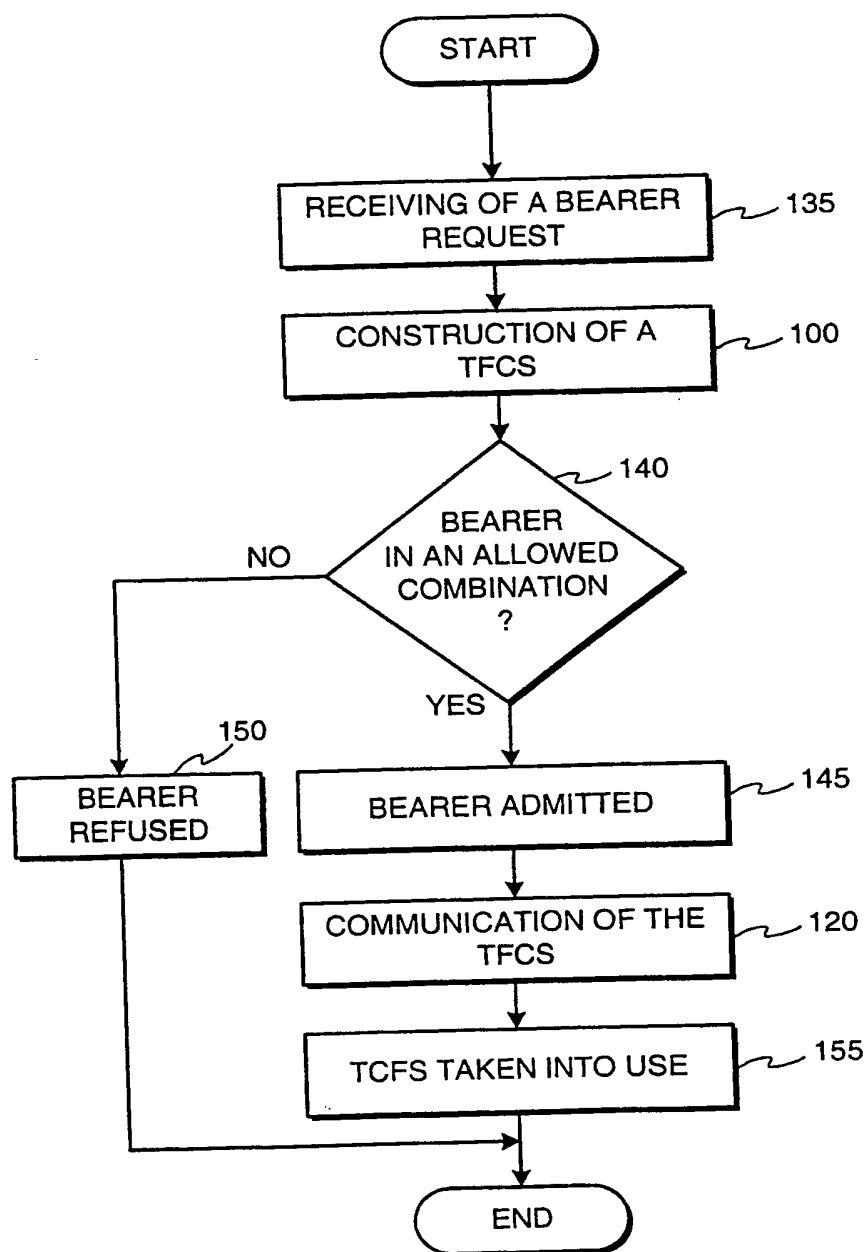 START
RECEIVING OF A BEARER
REQUEST
135
CONSTRUCTION OF A
TFCS
100
140
BEARER
IN AN ALLOWED
COMBINATION
?
NO
YES
150
BEARER
REFUSED
BEARER ADMITTED
145
COMMUNICATION OF THE
TFCS
120
TCFS TAKEN INTO USE
155
END